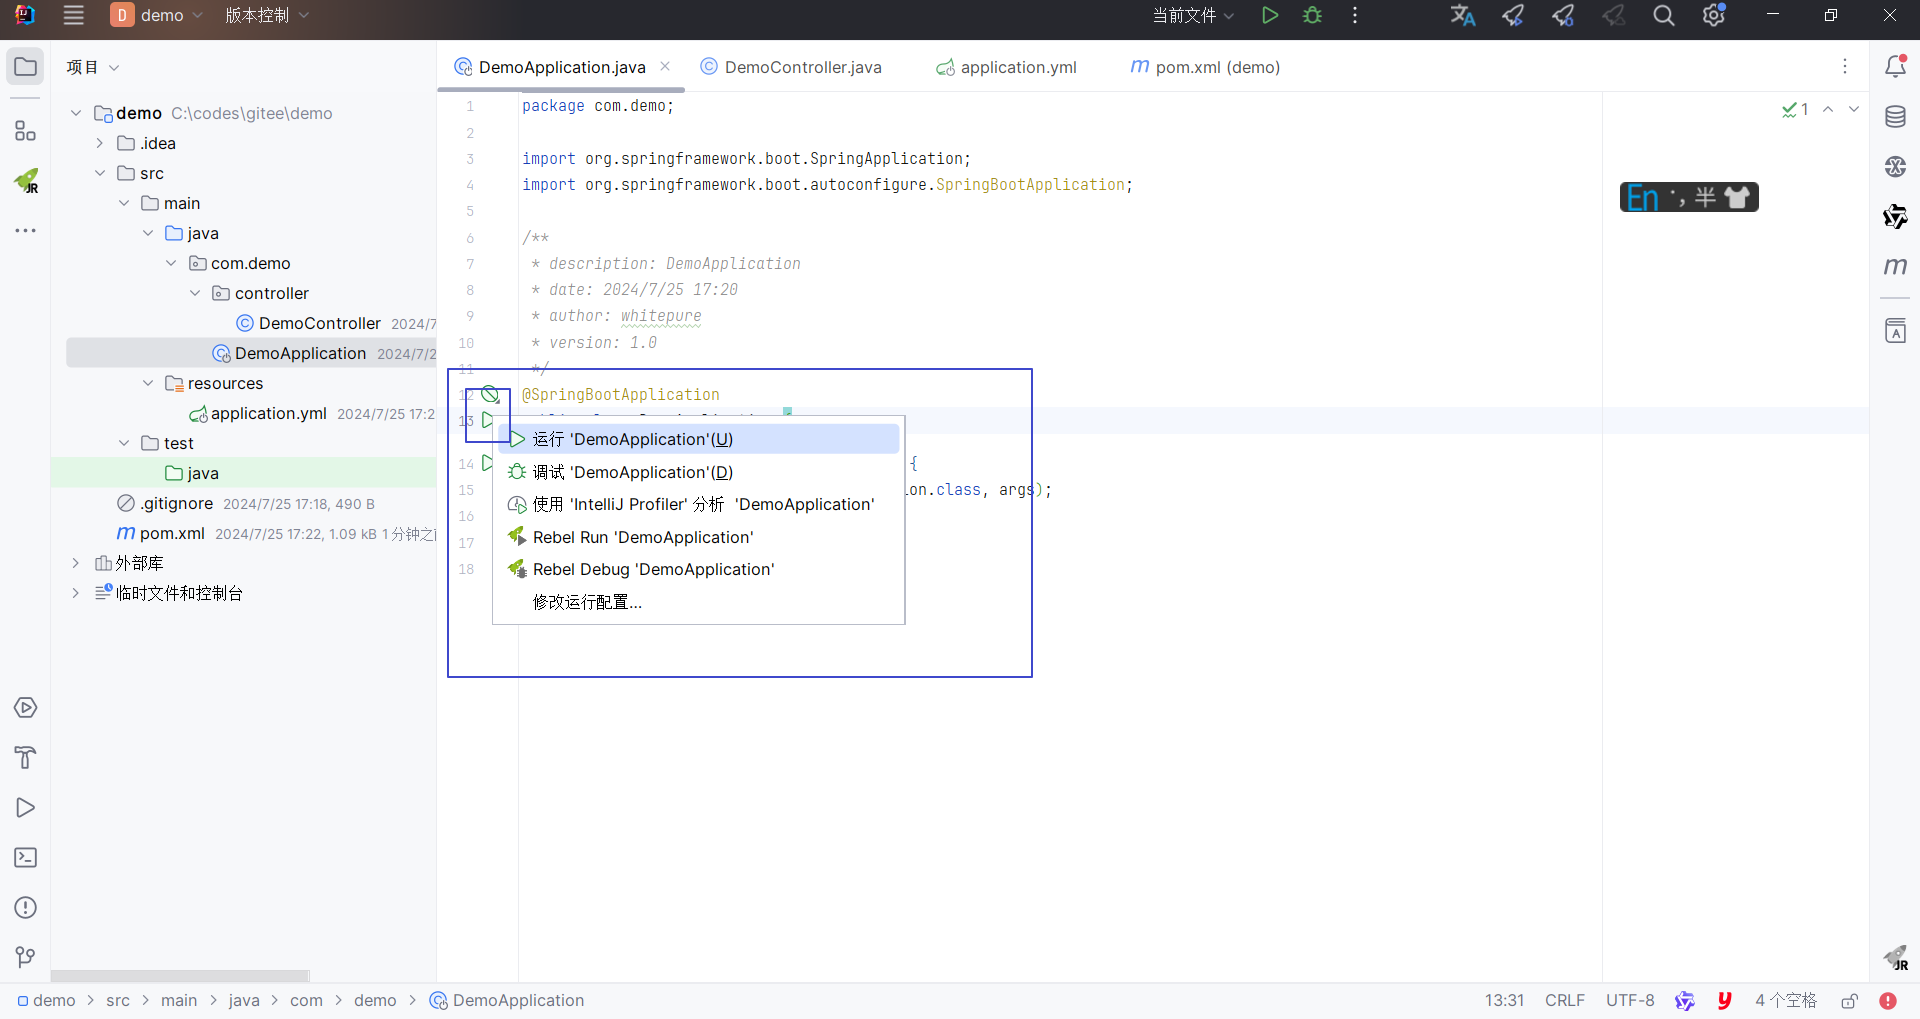 D demo 版本控制 当前文件
项目
demo C:\codes\gitee\demo
.idea
src
main
java
com.demo
controller
DemoController 2024/7
DemoApplication 2024/7/2
resources
application.yml 2024/7/25 17:2
test
java
.gitignore 2024/7/25 17:18, 490 B
pom.xml 2024/7/25 17:22, 1.09 kB 1 分钟之前
外部库
临时文件和控制台
DemoApplication.java DemoController.java application.yml pom.xml (demo)
1 package com.demo;
2
3 import org.springframework.boot.SpringApplication;
4 import org.springframework.boot.autoconfigure.SpringBootApplication;
5
6 /**
7 * description: DemoApplication
8 * date: 2024/7/25 17:20
9 * author: whitepure
10 * version: 1.0
11 */
12 @SpringBootApplication
13
14 {
15 ion.class, args);
16
17
18
运行 'DemoApplication'(U)
调试 'DemoApplication'(D)
使用 'IntelliJ Profiler' 分析 'DemoApplication'
Rebel Run 'DemoApplication'
Rebel Debug 'DemoApplication'
修改运行配置...
1
En 半
JR
JR
demo > src > main > java > com > demo > DemoApplication
13:31 CRLF UTF-8 4 个空格